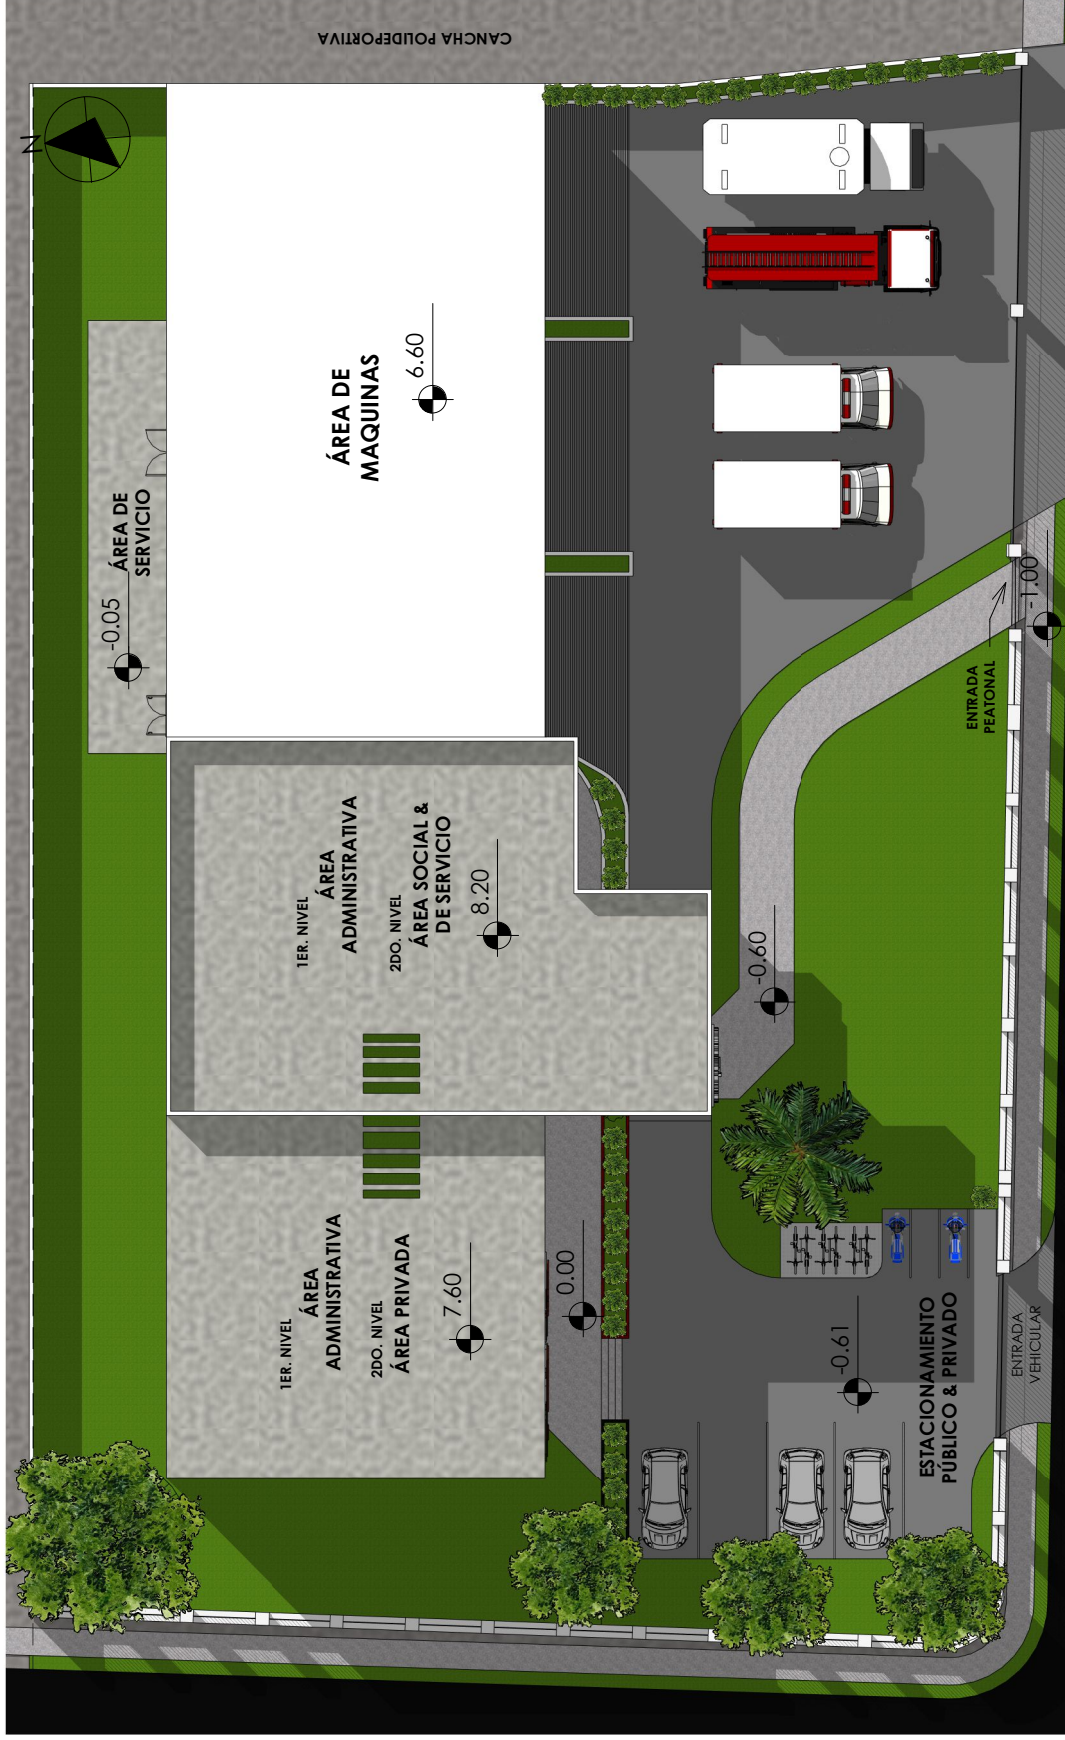 CANCHA POLIDEPORTIVA
N
ÁREA DE
MAQUINAS
6.60
ÁREA DE
SERVICIO
-0.05
1ER. NIVEL
ÁREA
ADMINISTRATIVA
2DO. NIVEL
ÁREA SOCIAL &
DE SERVICIO
8.20
ENTRADA
PEATONAL
-1.00
-0.60
1ER. NIVEL
ÁREA
ADMINISTRATIVA
2DO. NIVEL
ÁREA PRIVADA
7.60
0.00
-0.61
ESTACIONAMIENTO
PÚBLICO & PRIVADO
ENTRADA
VEHICULAR